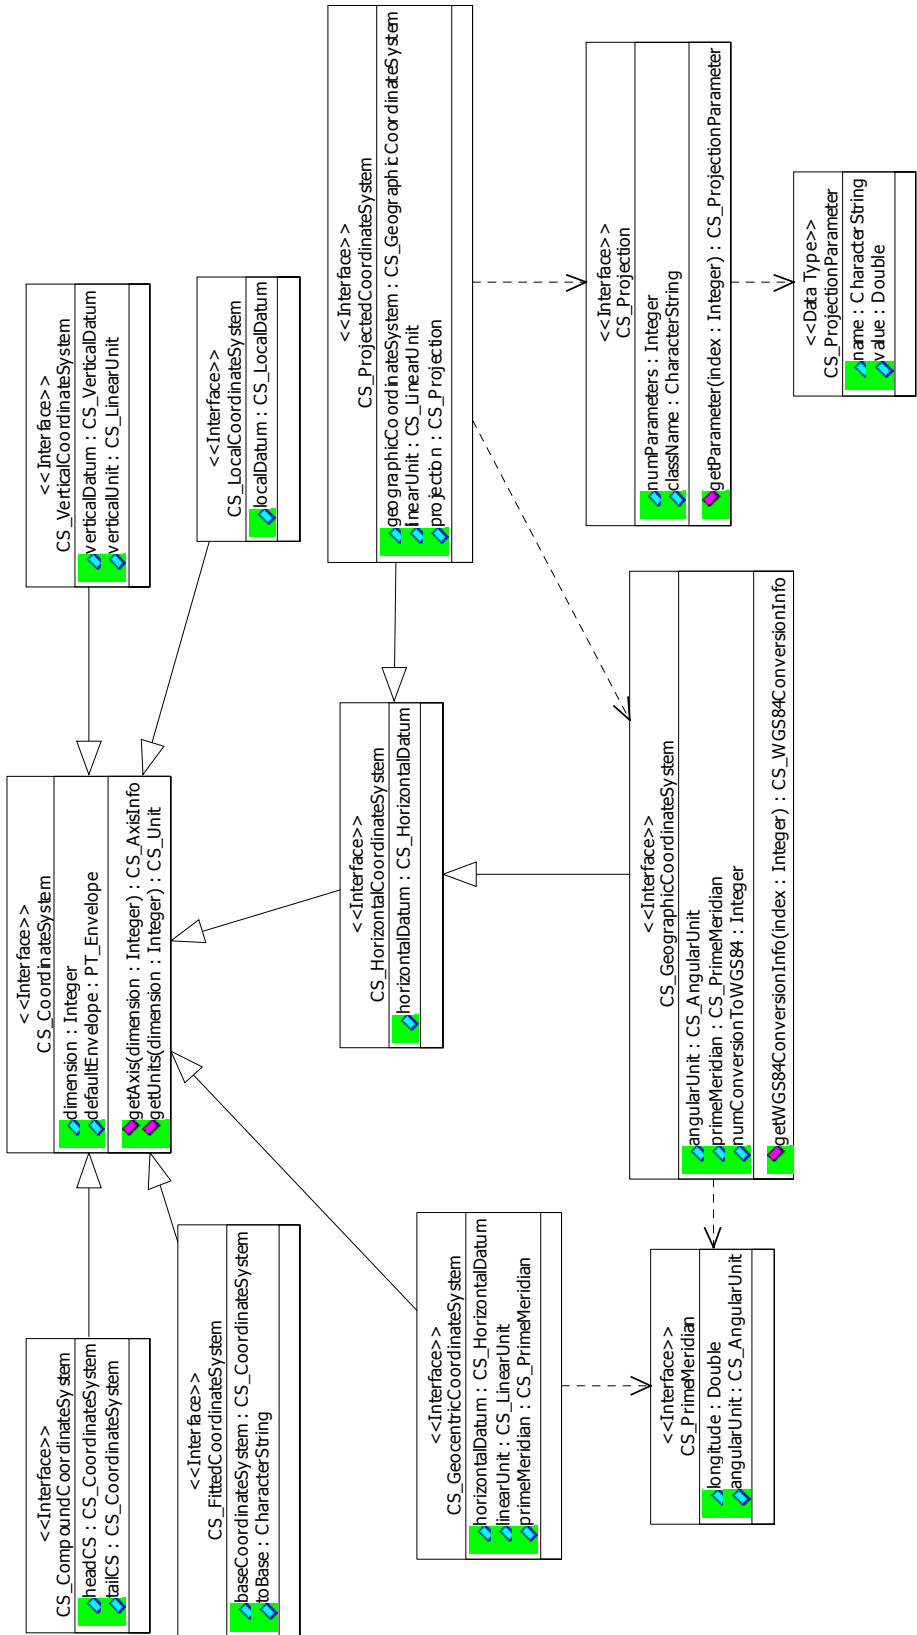 <<Interface>>
CS_CompoundCoordinateSystem
headCS : CS_CoordinateSystem
tailCS : CS_CoordinateSystem
<<Interface>>
CS_FittedCoordinateSystem
baseCoordinateSystem : CS_CoordinateSystem
toBase : CharacterString
<<Interface>>
CS_CoordinateSystem
dimension : Integer
defaultEnvelope : PT_Envelope
getAxis(dimension : Integer) : CS_AxisInfo
getUnits(dimension : Integer) : CS_Unit
<<Interface>>
CS_VerticalCoordinateSystem
verticalDatum : CS_VerticalDatum
verticalUnit : CS_LinearUnit
<<Interface>>
CS_LocalCoordinateSystem
localDatum : CS_LocalDatum
<<Interface>>
CS_GeocentricCoordinateSystem
horizontalDatum : CS_HorizontalDatum
linearUnit : CS_LinearUnit
primeMeridian : CS_PrimeMeridian
<<Interface>>
CS_HorizontalCoordinateSystem
horizontalDatum : CS_HorizontalDatum
<<Interface>>
CS_ProjectedCoordinateSystem
geographicCoordinateSystem : CS_GeographicCoordinateSystem
linearUnit : CS_LinearUnit
projection : CS_Projection
<<Interface>>
CS_PrimeMeridian
longitude : Double
angularUnit : CS_AngularUnit
<<Interface>>
CS_GeographicCoordinateSystem
angularUnit : CS_AngularUnit
primeMeridian : CS_PrimeMeridian
numConversionToWGS84 : Integer
getWGS84ConversionInfo(index : Integer) : CS_WGS84ConversionInfo
<<Interface>>
CS_Projection
numParameters : Integer
className : CharacterString
getParameter(index : Integer) : CS_ProjectionParameter
<<Data Type>>
CS_ProjectionParameter
name : CharacterString
value : Double